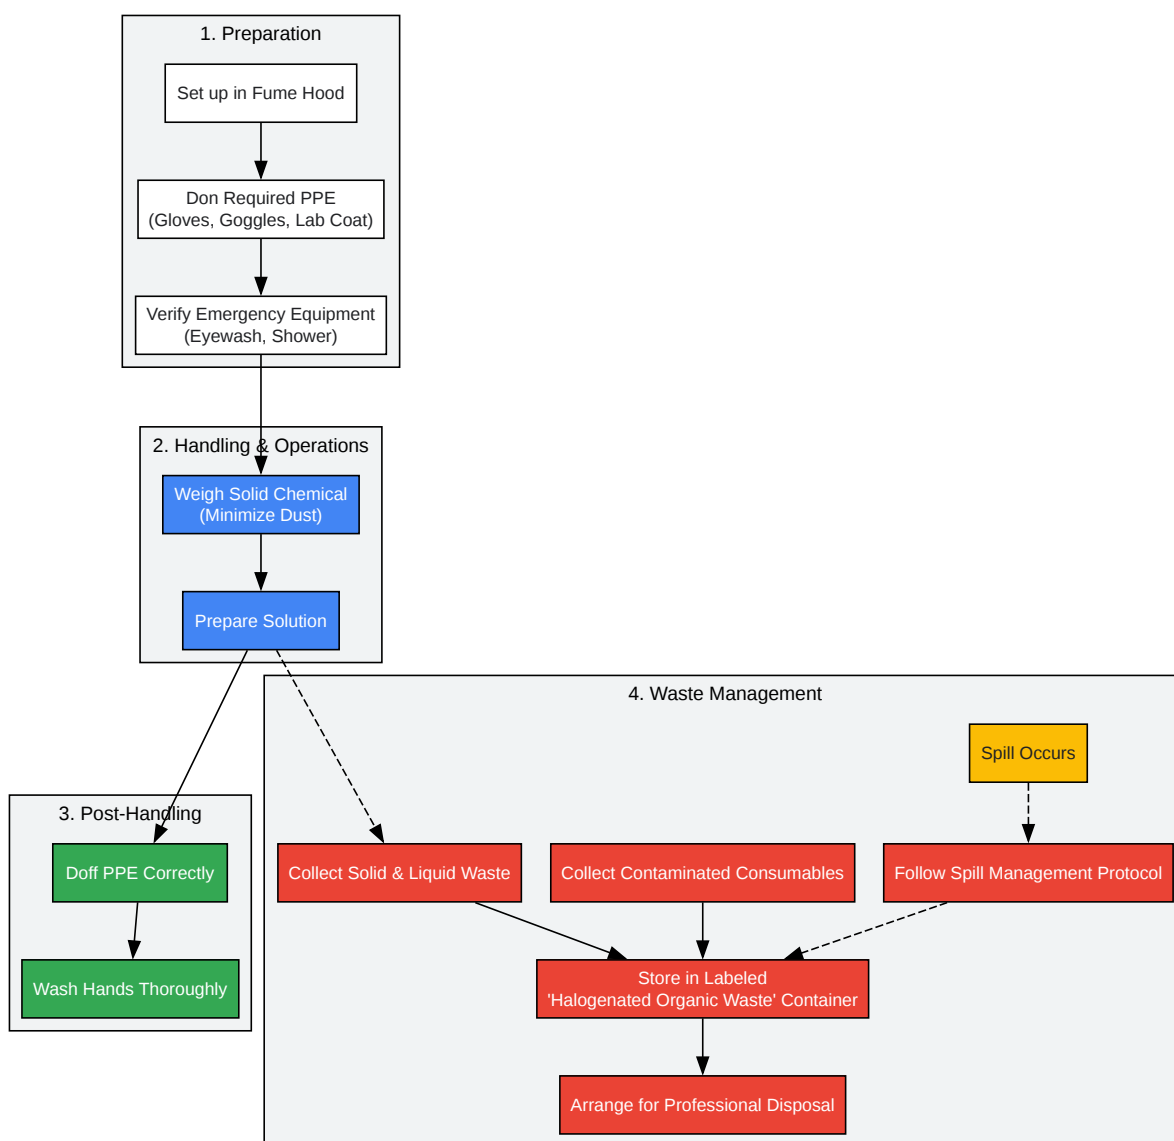 1. Preparation
Set up in Fume Hood
Don Required PPE
(Gloves, Goggles, Lab Coat)
Verify Emergency Equipment
(Eyewash, Shower)
2. Handling & Operations
Weigh Solid Chemical
(Minimize Dust)
Prepare Solution
3. Post-Handling
Doff PPE Correctly
Wash Hands Thoroughly
4. Waste Management
Spill Occurs
Collect Solid & Liquid Waste
Collect Contaminated Consumables
Follow Spill Management Protocol
Store in Labeled
'Halogenated Organic Waste' Container
Arrange for Professional Disposal